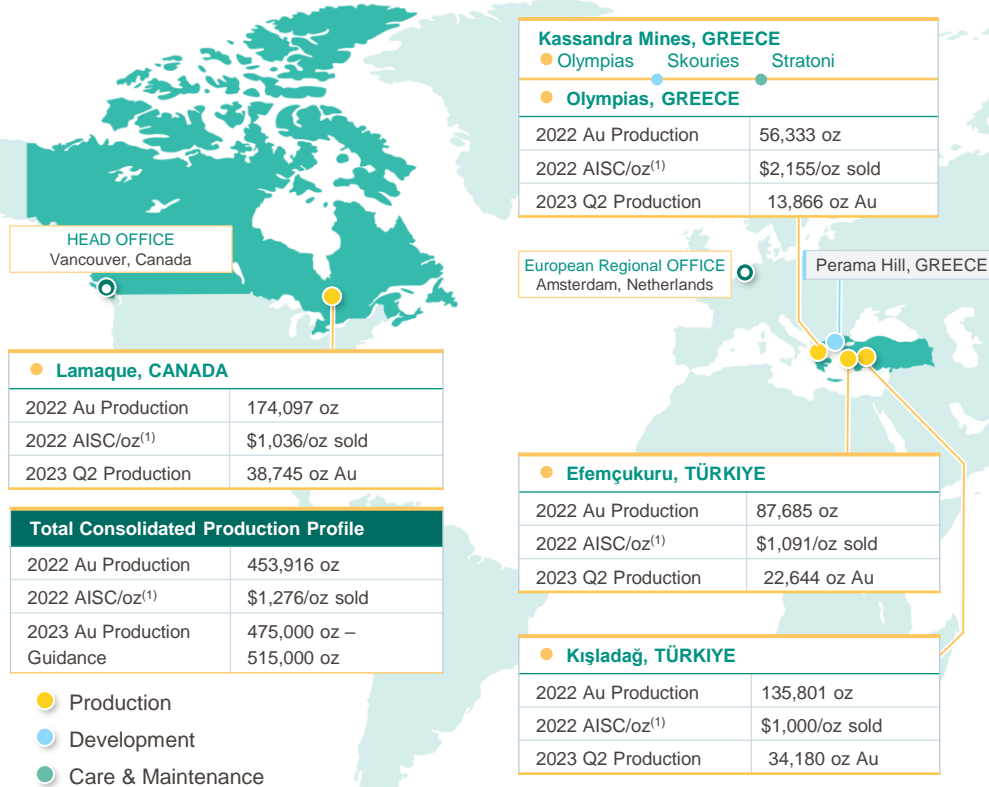 Kassandra Mines, GREECE
Olympias Skouries Stratoni
Olympias, GREECE
2022 Au Production 56,333 oz
2022 AISC/oz(1) $2,155/oz sold
2023 Q2 Production 13,866 oz Au
HEAD OFFICE
Vancouver, Canada
European Regional OFFICE
Amsterdam, Netherlands
Perama Hill, GREECE
Lamaque, CANADA
2022 Au Production 174,097 oz
2022 AISC/oz(1) $1,036/oz sold
2023 Q2 Production 38,745 oz Au
Efemçukuru, TÜRKIYE
2022 Au Production 87,685 oz
2022 AISC/oz(1) $1,091/oz sold
2023 Q2 Production 22,644 oz Au
Total Consolidated Production Profile
2022 Au Production 453,916 oz
2022 AISC/oz(1) $1,276/oz sold
2023 Au Production 475,000 oz –
Guidance 515,000 oz
Kışladağ, TÜRKIYE
2022 Au Production 135,801 oz
2022 AISC/oz(1) $1,000/oz sold
2023 Q2 Production 34,180 oz Au
Production
Development
Care & Maintenance